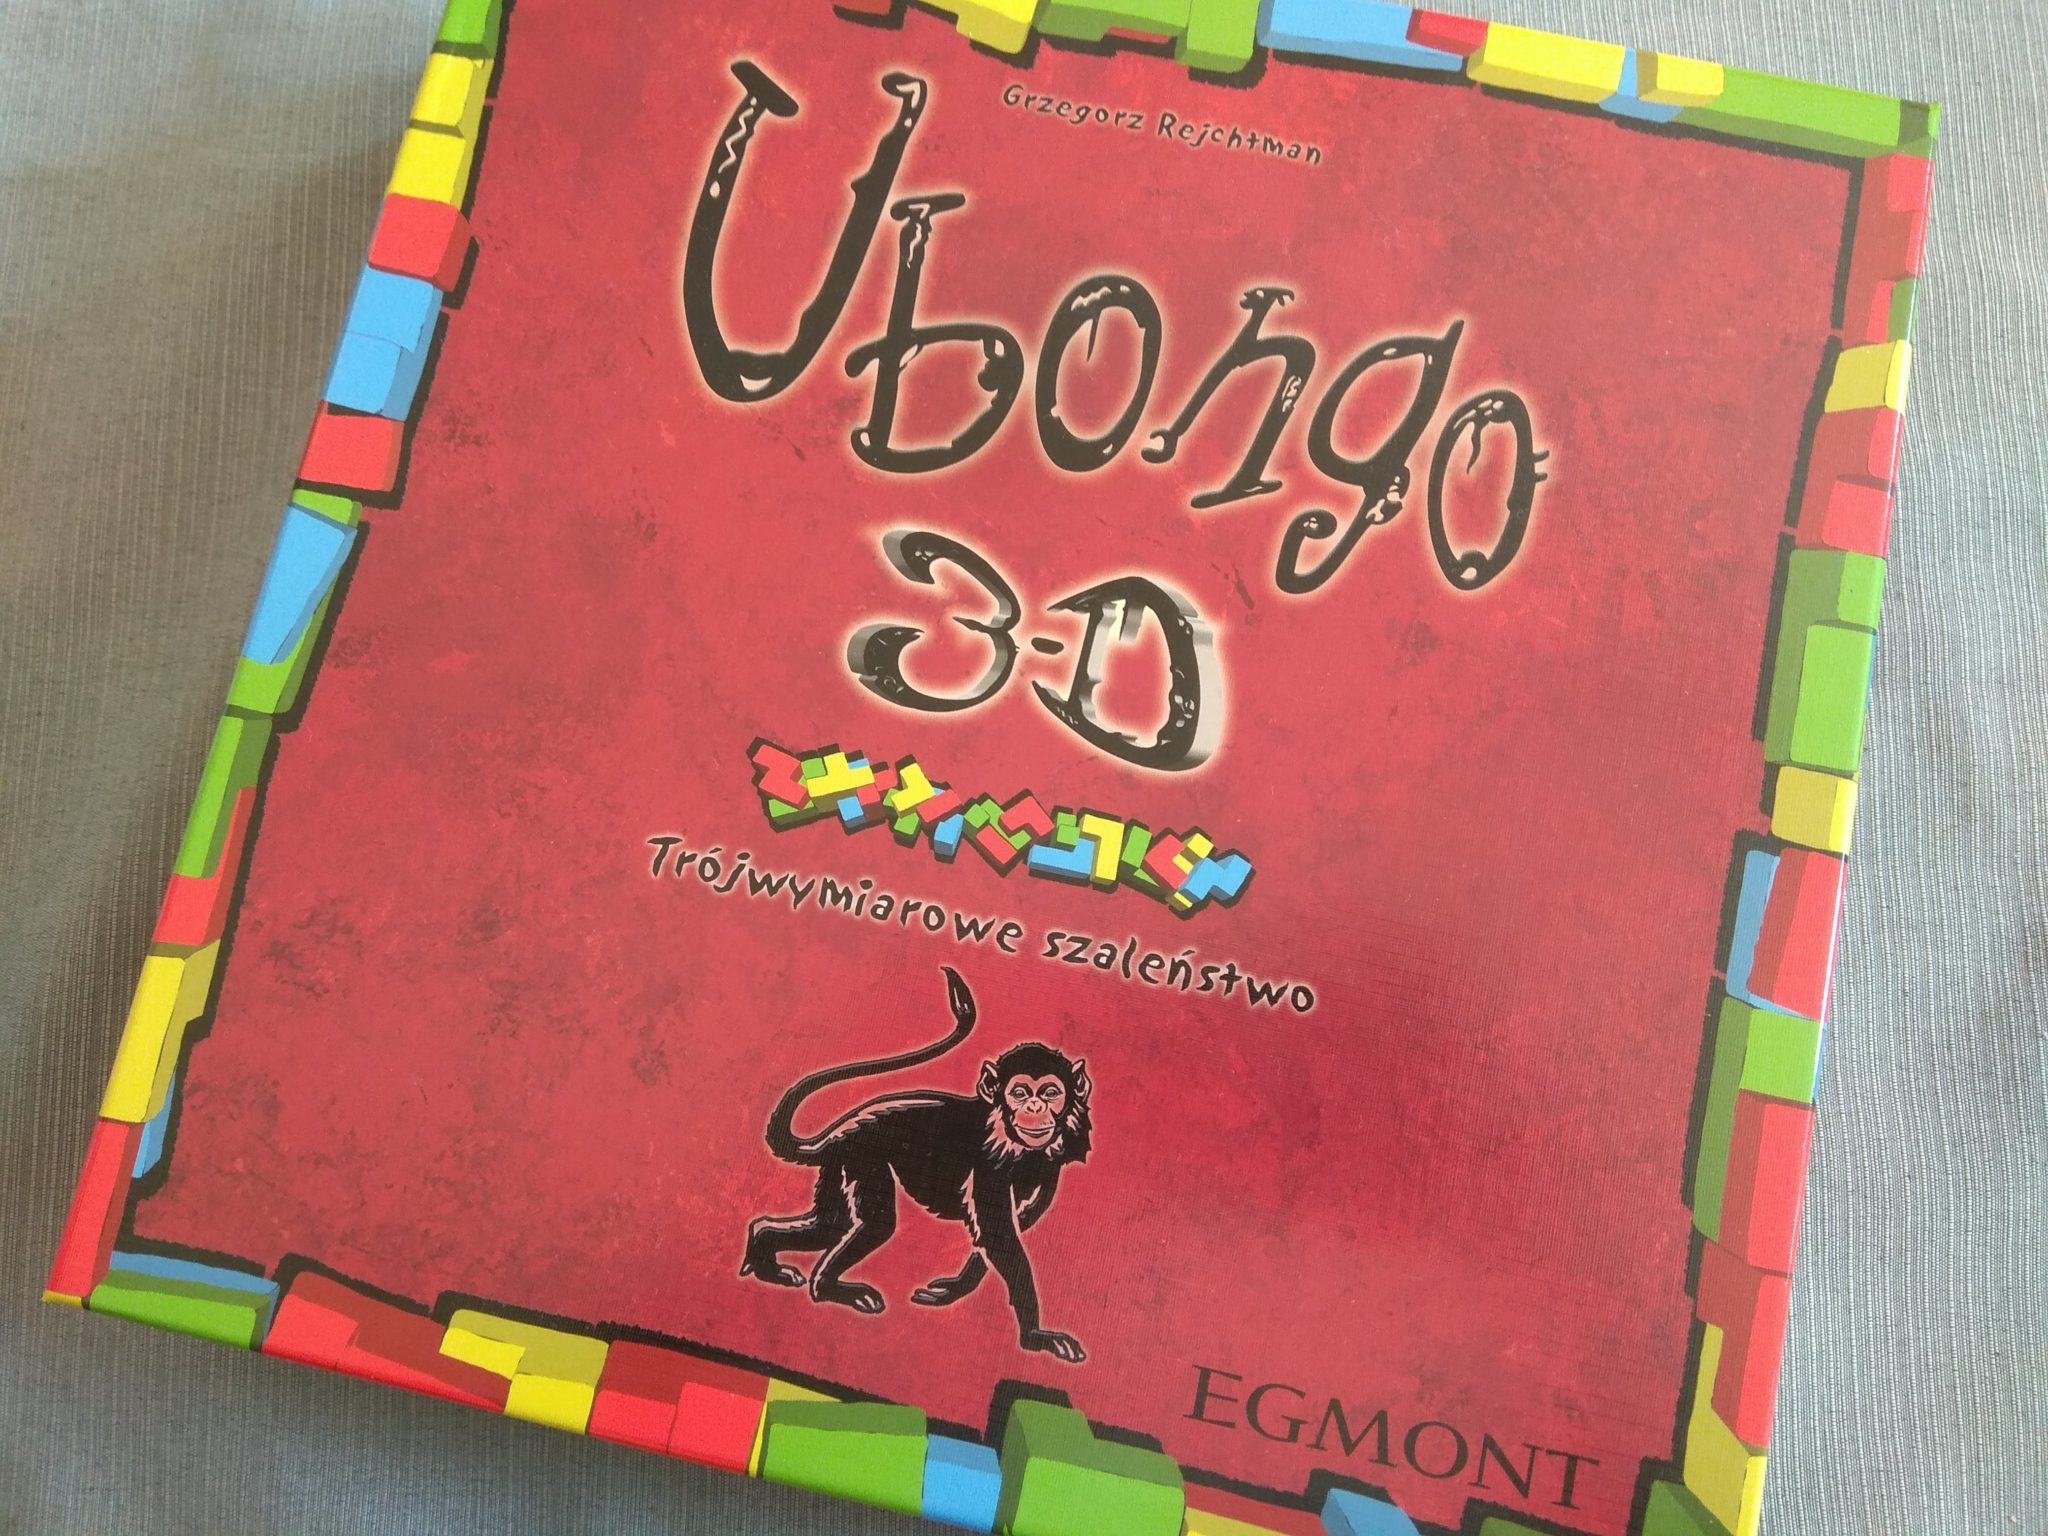 Grzegorz Rejchtman
Ubongo
3-D
Trójwymiarowe szaleństwo
EGMONT